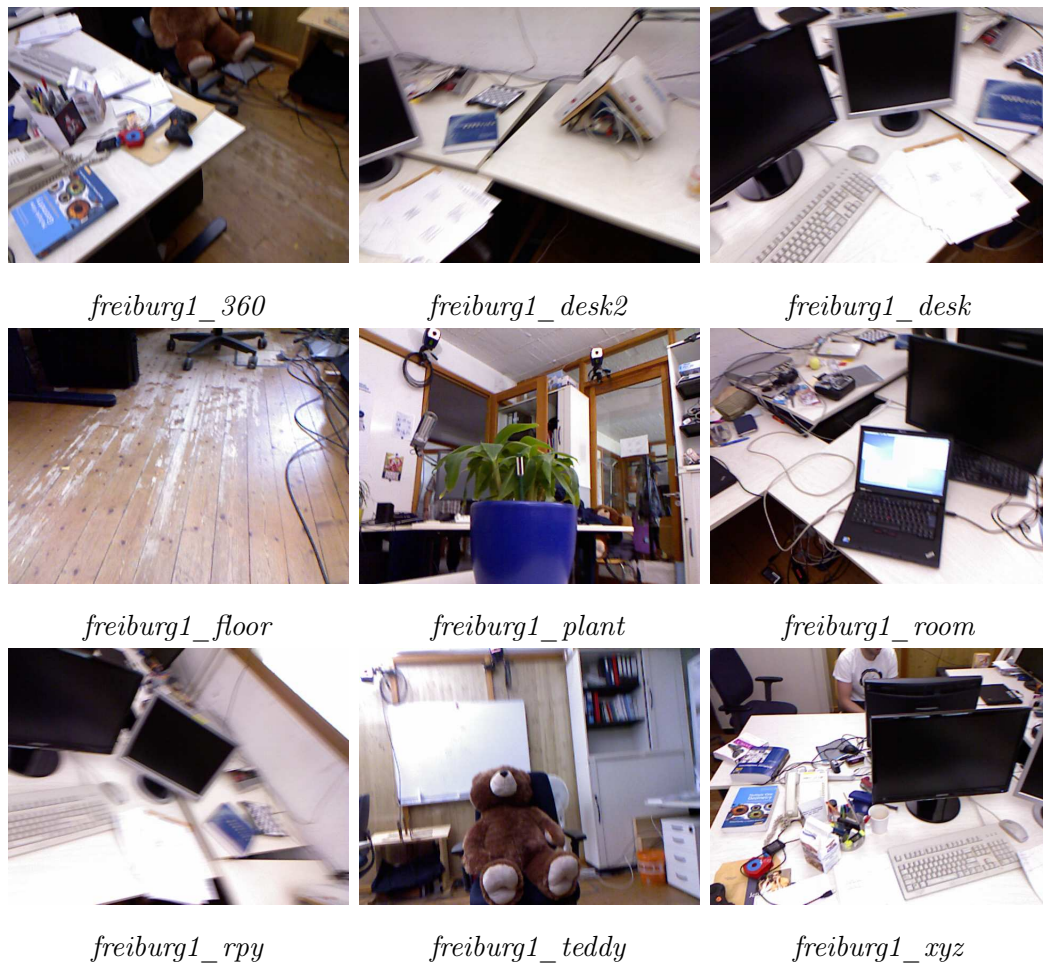 freiburg1_360 freiburg1_desk2 freiburg1_desk
freiburg1_floor freiburg1_plant freiburg1_room
freiburg1_rpy freiburg1_teddy freiburg1_xyz